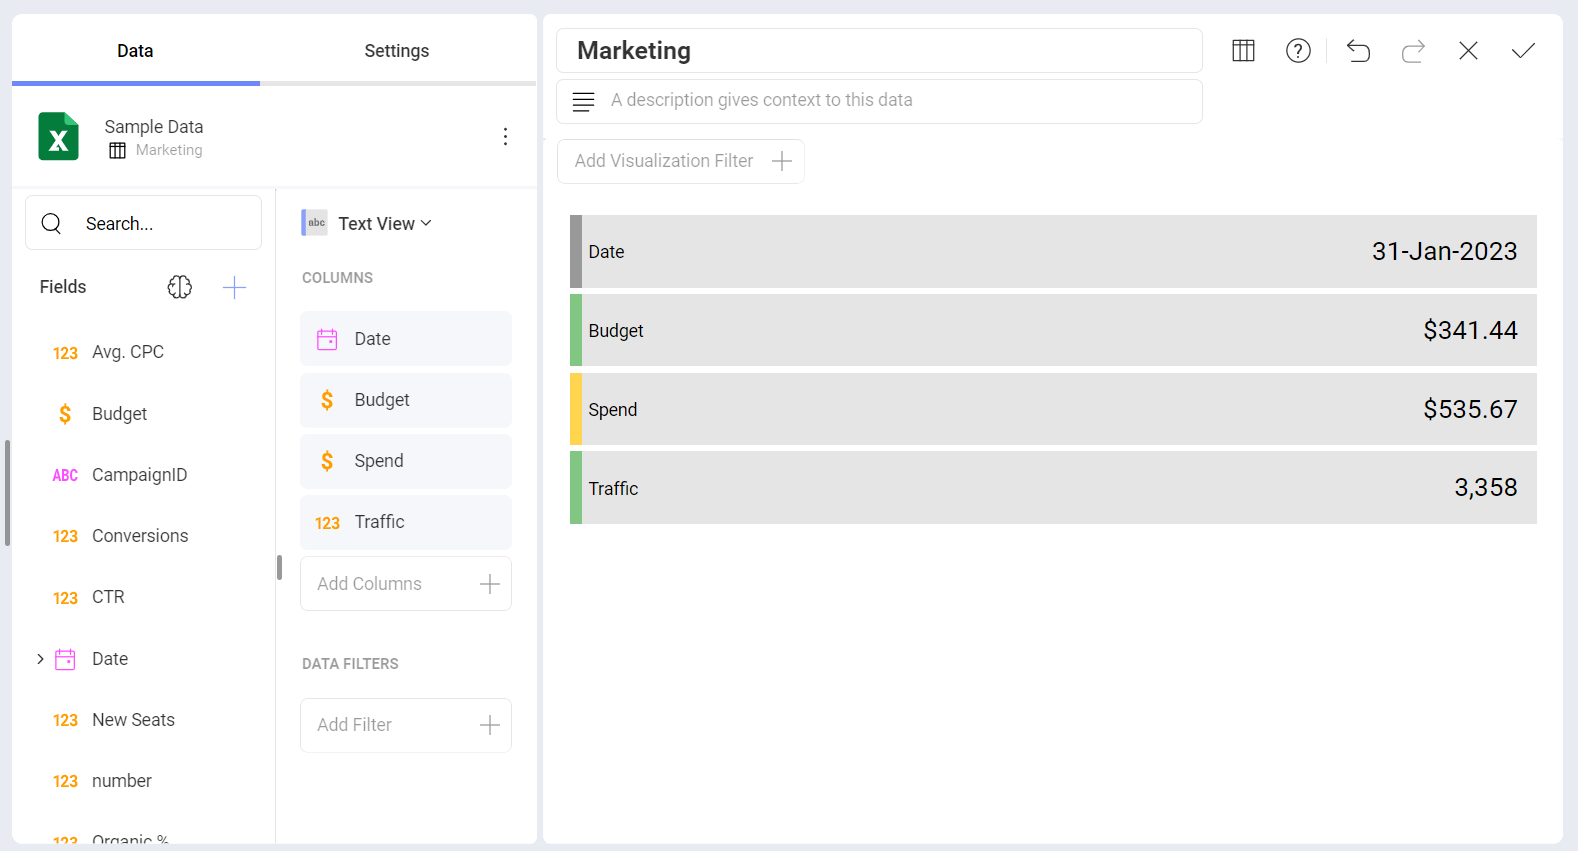 Data
Settings
Sample Data
Marketing
Search...
Fields
123 Avg. CPC
$ Budget
ABC CampaignID
123 Conversions
123 CTR
Date
123 New Seats
123 number
123 Organic %
abc Text View
COLUMNS
Date
$ Budget
$ Spend
123 Traffic
Add Columns
DATA FILTERS
Add Filter
Marketing
A description gives context to this data
Add Visualization Filter
Date 31-Jan-2023
Budget $341.44
Spend $535.67
Traffic 3,358